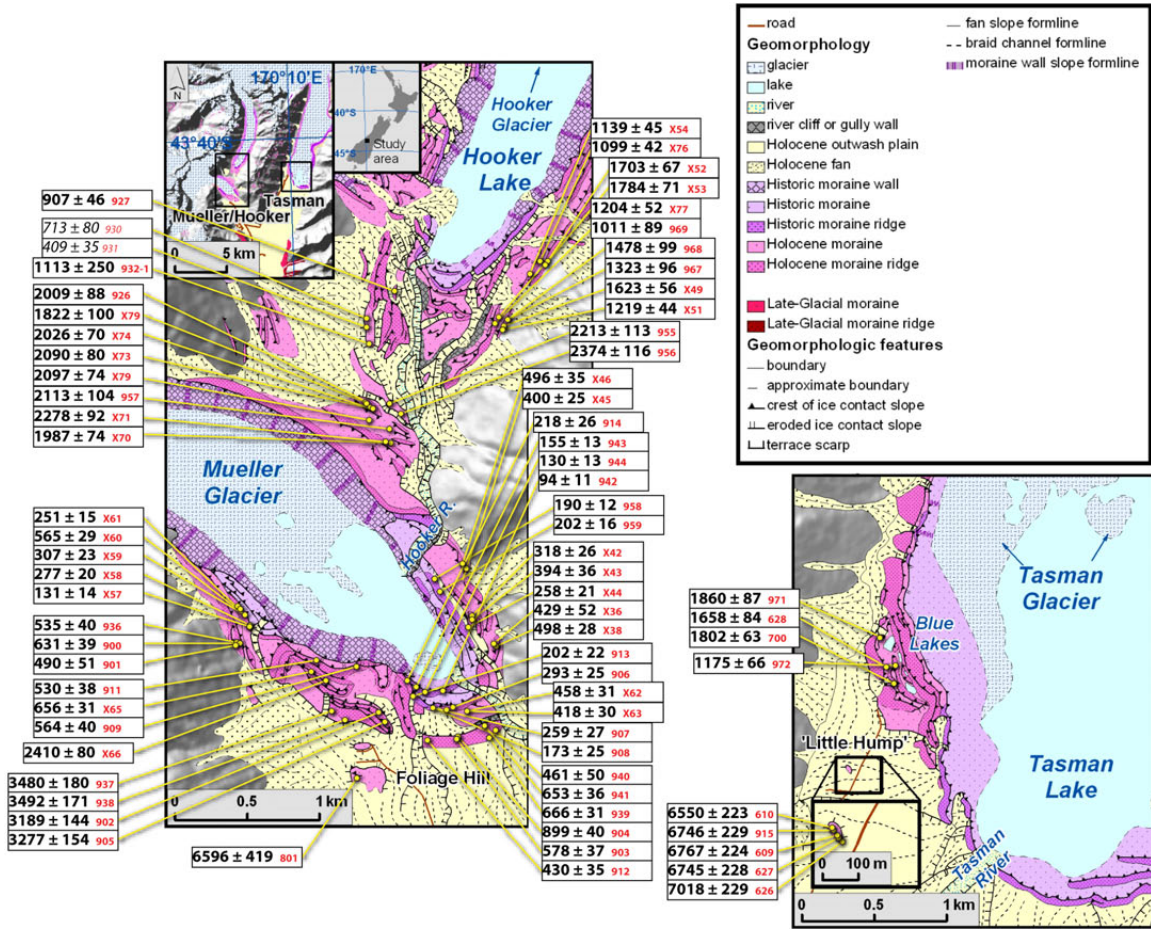 road
Geomorphology
glacier
lake
river
river cliff or gully wall
Holocene outwash plain
Holocene fan
Historic moraine wall
Historic moraine
Historic moraine ridge
Holocene moraine
Holocene moraine ridge
Late-Glacial moraine
Late-Glacial moraine ridge
Geomorphologic features
boundary
approximate boundary
crest of ice contact slope
eroded ice contact slope
terrace scarp
fan slope formline
braid channel formline
moraine wall slope formline
N
170°10'E
43°40'S
Tasman
Mueller/Hooker
0 5 km
170°E
40°S
45°S
Study
area
Hooker
Glacier
Hooker
Lake
907 ± 46 927
713 ± 80 930
409 ± 35 931
1113 ± 250 932-1
2009 ± 88 926
1822 ± 100 X79
2026 ± 70 X74
2090 ± 80 X73
2097 ± 74 X79
2113 ± 104 957
2278 ± 92 X71
1987 ± 74 X70
Mueller
Glacier
Hooker R.
251 ± 15 X61
565 ± 29 X60
307 ± 23 X59
277 ± 20 X58
131 ± 14 X57
535 ± 40 936
631 ± 39 900
490 ± 51 901
530 ± 38 911
656 ± 31 X65
564 ± 40 909
2410 ± 80 X66
3480 ± 180 937
3492 ± 171 938
3189 ± 144 902
3277 ± 154 905
6596 ± 419 801
Foliage Hill
0 0.5 1 km
1139 ± 45 X54
1099 ± 42 X76
1703 ± 67 X52
1784 ± 71 X53
1204 ± 52 X77
1011 ± 89 969
1478 ± 99 968
1323 ± 96 967
1623 ± 56 X49
1219 ± 44 X51
2213 ± 113 955
2374 ± 116 956
496 ± 35 X46
400 ± 25 X45
218 ± 26 914
155 ± 13 943
130 ± 13 944
94 ± 11 942
190 ± 12 958
202 ± 16 959
318 ± 26 X42
394 ± 36 X43
258 ± 21 X44
429 ± 52 X36
498 ± 28 X38
202 ± 22 913
293 ± 25 906
458 ± 31 X62
418 ± 30 X63
259 ± 27 907
173 ± 25 908
461 ± 50 940
653 ± 36 941
666 ± 31 939
899 ± 40 904
578 ± 37 903
430 ± 35 912
Tasman
Glacier
Blue
Lakes
1860 ± 87 971
1658 ± 84 628
1802 ± 63 700
1175 ± 66 972
'Little Hump'
Tasman
Lake
6550 ± 223 610
6746 ± 229 915
6767 ± 224 609
6745 ± 228 627
7018 ± 229 626
0 100 m
Tasman
River
0 0.5 1 km